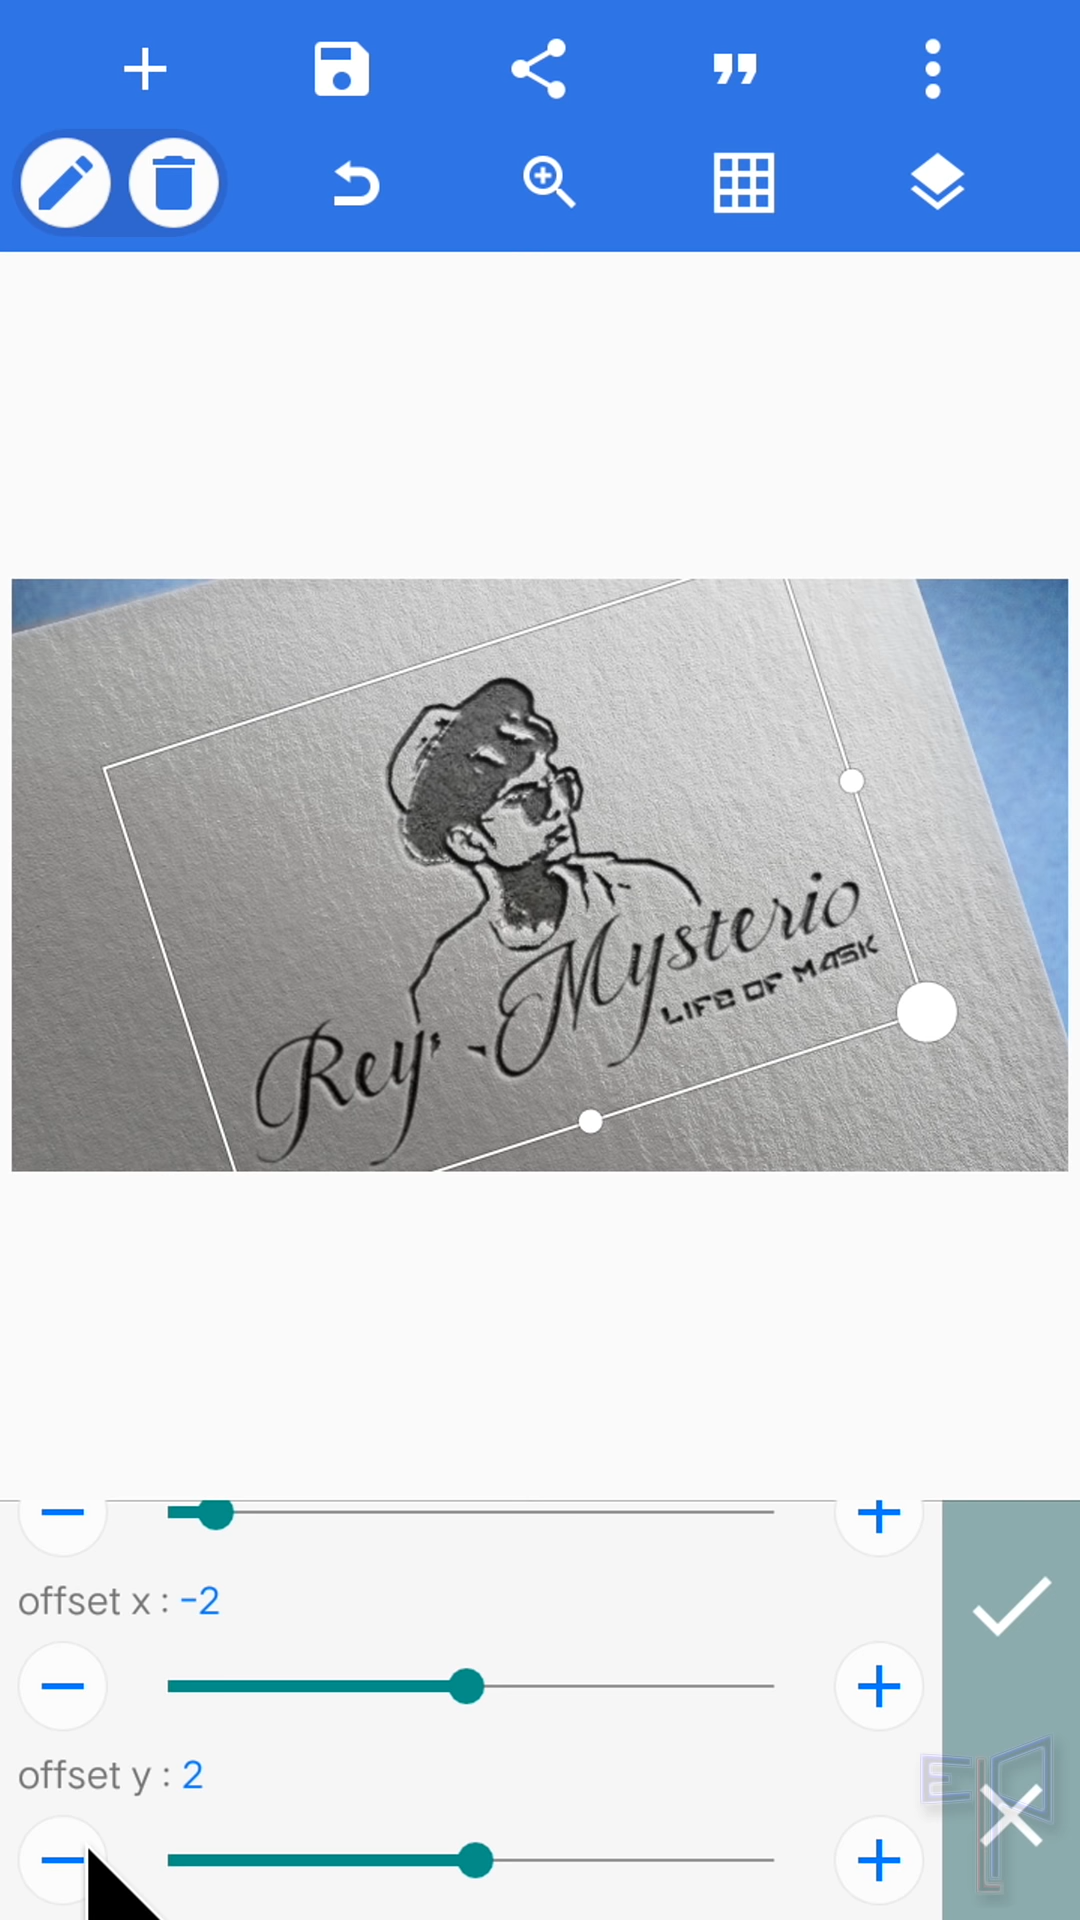 Rey Mysterio
LIFE OF MASK
offset x : -2
offset y : 2